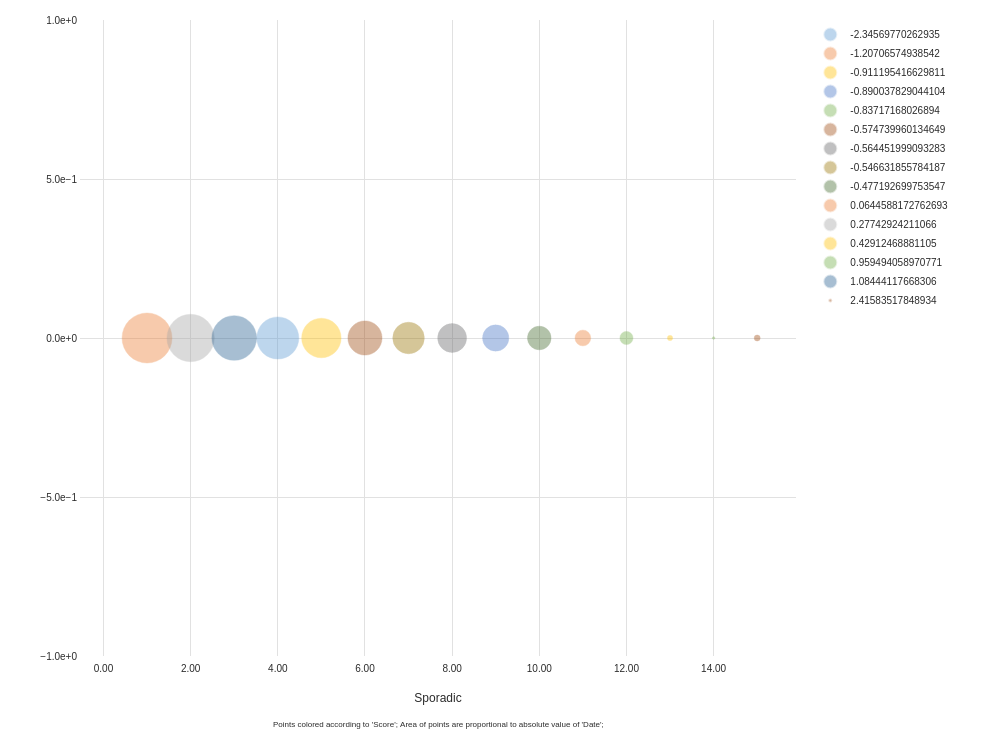 1.0e+0
5.0e−1
0.0e+0
−5.0e−1
−1.0e+0
0.00 2.00 4.00 6.00 8.00 10.00 12.00 14.00
Sporadic
Points colored according to 'Score'; Area of points are proportional to absolute value of 'Date';
-2.34569770262935
-1.20706574938542
-0.911195416629811
-0.890037829044104
-0.83717168026894
-0.574739960134649
-0.564451999093283
-0.546631855784187
-0.477192699753547
0.0644588172762693
0.27742924211066
0.42912468881105
0.959494058970771
1.08444117668306
2.41583517848934